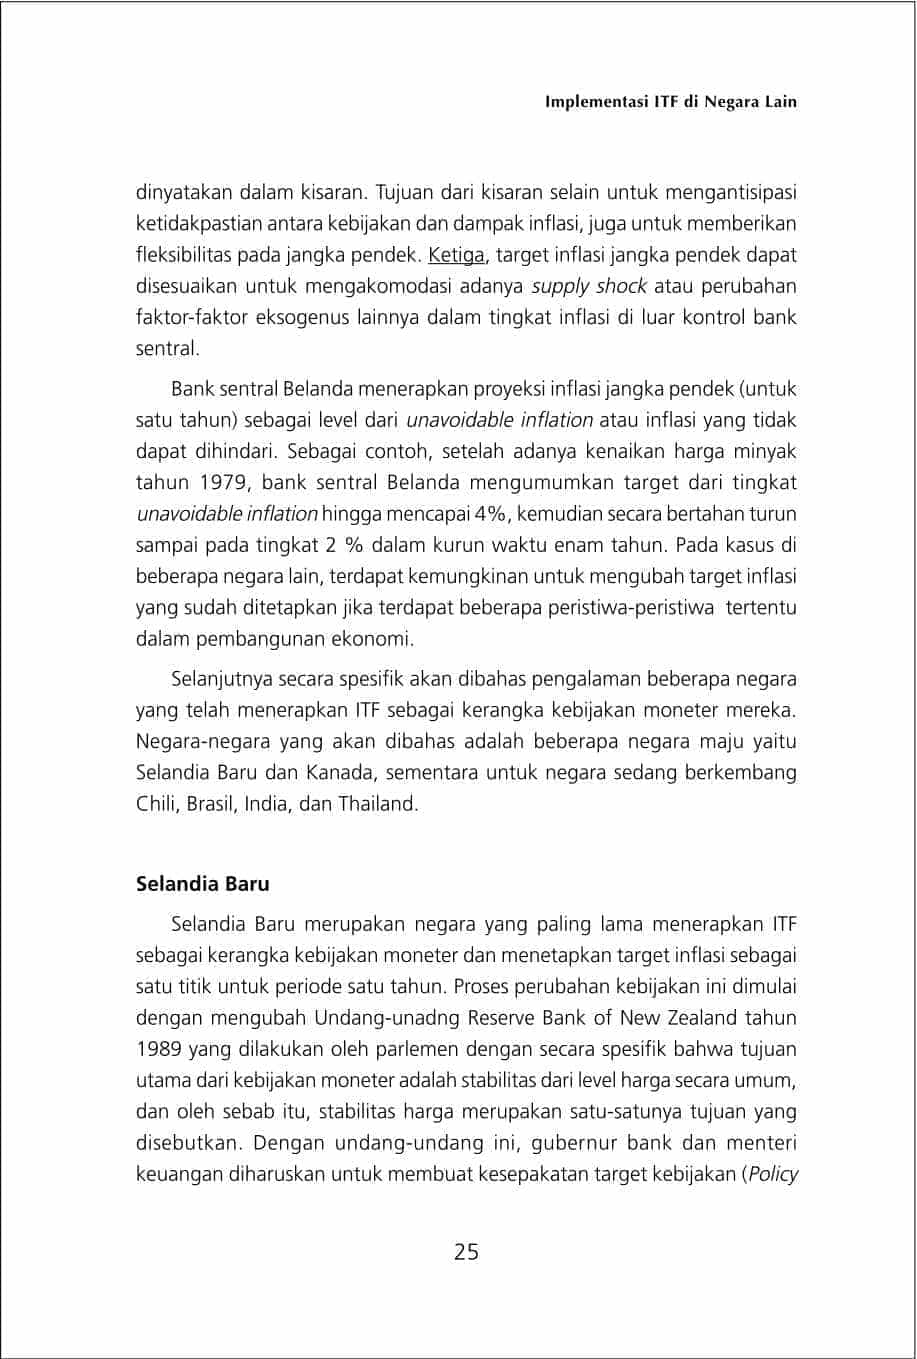 Implementasi ITF di Negara Lain
dinyatakan dalam kisaran. Tujuan dari kisaran selain untuk mengantisipasi
ketidakpastian antara kebijakan dan dampak inflasi, juga untuk memberikan
fleksibilitas pada jangka pendek. Ketiga, target inflasi jangka pendek dapat
disesuaikan untuk mengakomodasi adanya supply shock atau perubahan
faktor-faktor eksogenus lainnya dalam tingkat inflasi di luar kontrol bank
sentral.
Bank sentral Belanda menerapkan proyeksi inflasi jangka pendek (untuk
satu tahun) sebagai level dari unavoidable inflation atau inflasi yang tidak
dapat dihindari. Sebagai contoh, setelah adanya kenaikan harga minyak
tahun 1979, bank sentral Belanda mengumumkan target dari tingkat
unavoidable inflation hingga mencapai 4%, kemudian secara bertahan turun
sampai pada tingkat 2 % dalam kurun waktu enam tahun. Pada kasus di
beberapa negara lain, terdapat kemungkinan untuk mengubah target inflasi
yang sudah ditetapkan jika terdapat beberapa peristiwa-peristiwa  tertentu
dalam pembangunan ekonomi.
Selanjutnya secara spesifik akan dibahas pengalaman beberapa negara
yang telah menerapkan ITF sebagai kerangka kebijakan moneter mereka.
Negara-negara yang akan dibahas adalah beberapa negara maju yaitu
Selandia Baru dan Kanada, sementara untuk negara sedang berkembang
Chili, Brasil, India, dan Thailand.
Selandia Baru
Selandia Baru merupakan negara yang paling lama menerapkan ITF
sebagai kerangka kebijakan moneter dan menetapkan target inflasi sebagai
satu titik untuk periode satu tahun. Proses perubahan kebijakan ini dimulai
dengan mengubah Undang-unadng Reserve Bank of New Zealand tahun
1989 yang dilakukan oleh parlemen dengan secara spesifik bahwa tujuan
utama dari kebijakan moneter adalah stabilitas dari level harga secara umum,
dan oleh sebab itu, stabilitas harga merupakan satu-satunya tujuan yang
disebutkan. Dengan undang-undang ini, gubernur bank dan menteri
keuangan diharuskan untuk membuat kesepakatan target kebijakan (Policy
25